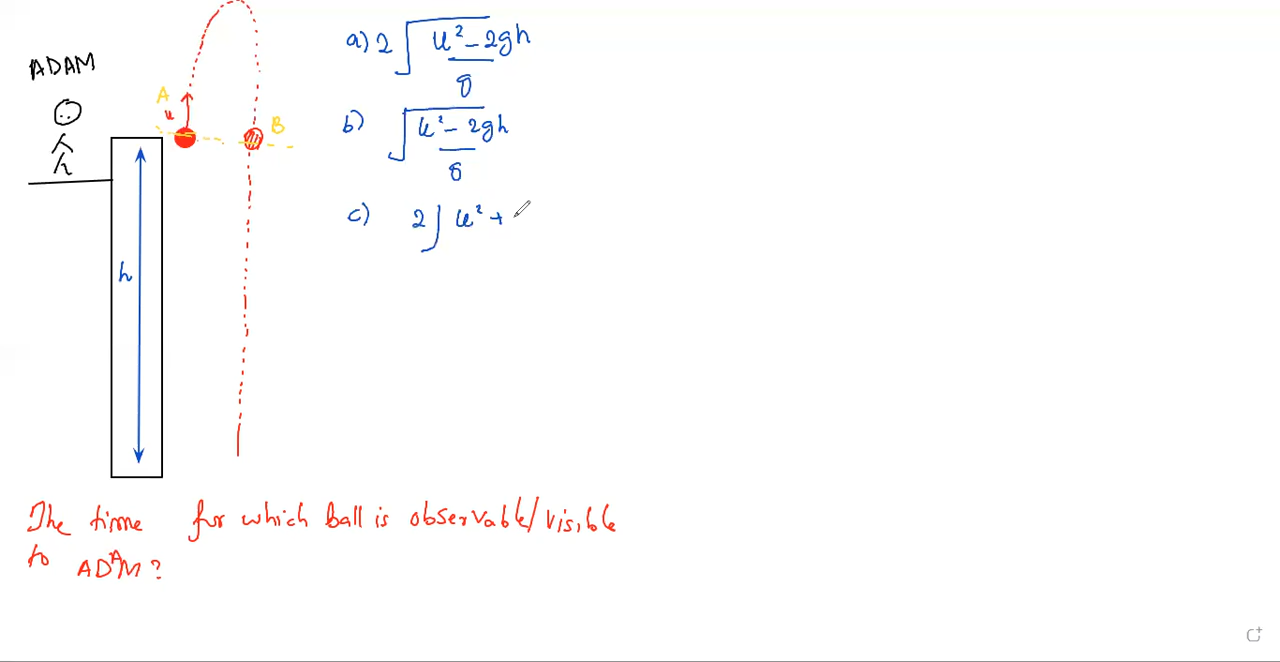 ADAM
A
u
B
h
a) 2√(u² - 2gh)
g
b) √(u² - 2gh)
g
c) 2√u² +
The time for which ball is observable/visible
to ADAM?